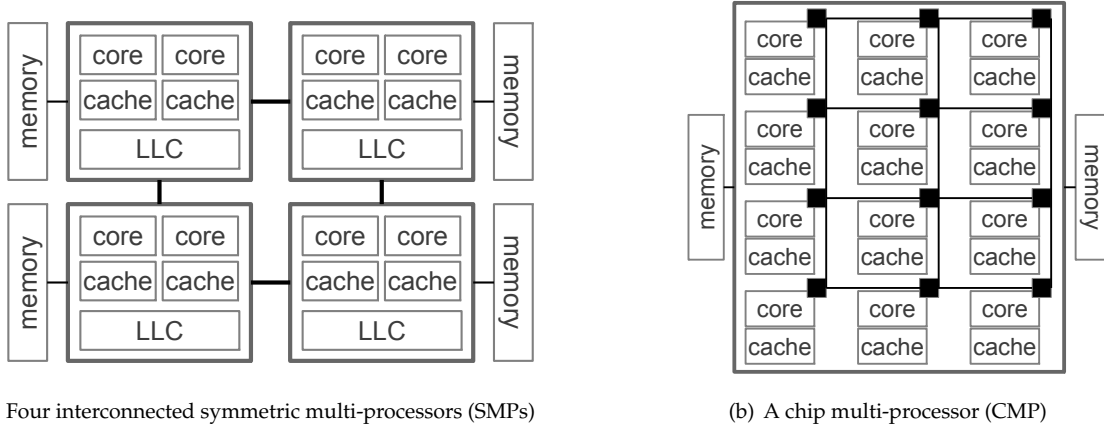 memory
core core
cache cache
LLC
core core
cache cache
LLC
memory
memory
core core
cache cache
LLC
core core
cache cache
LLC
memory
Four interconnected symmetric multi-processors (SMPs)
memory
core core core
cache cache cache
core core core
cache cache cache
core core core
cache cache cache
core core core
cache cache cache
memory
(b) A chip multi-processor (CMP)